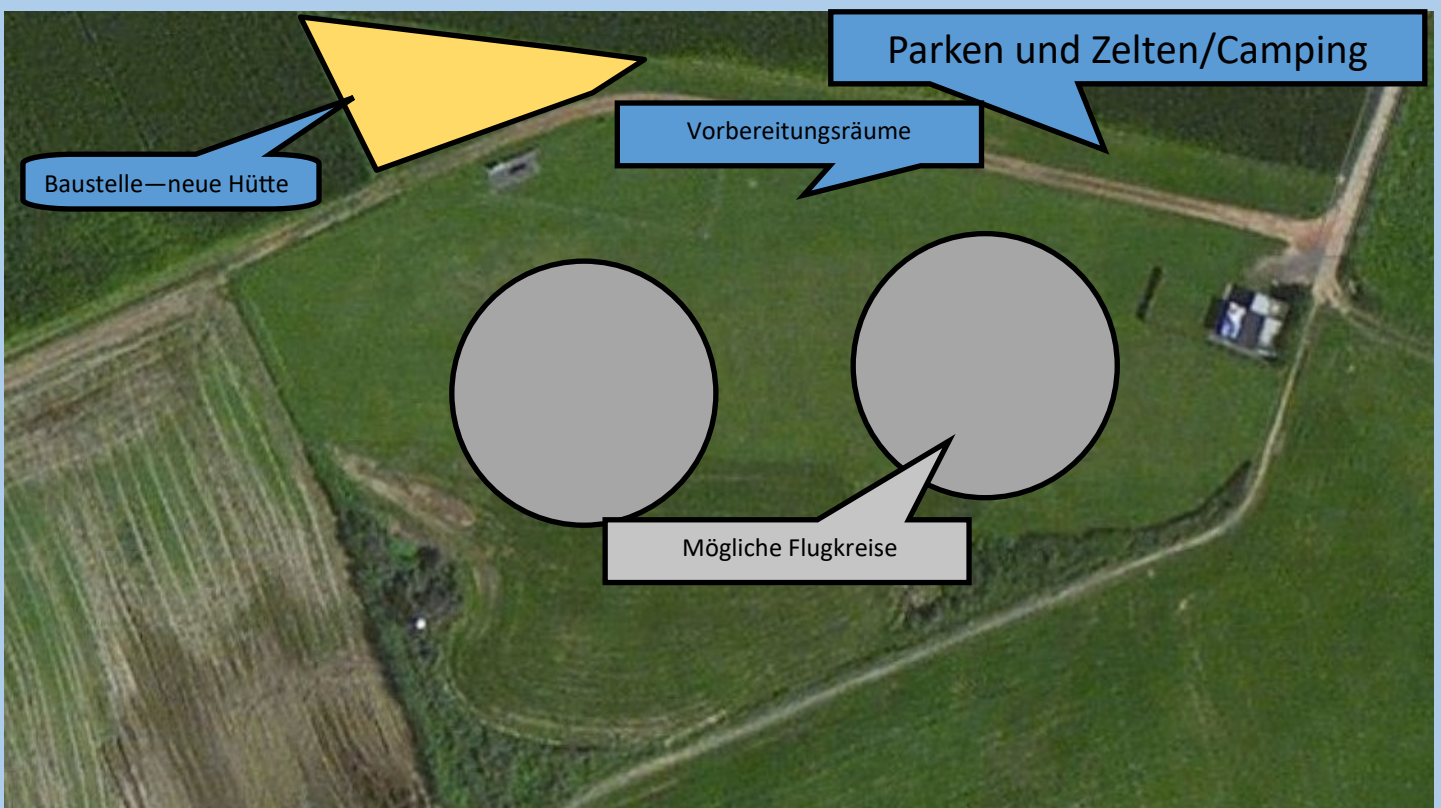 Parken und Zelten/Camping
Vorbereitungsräume
Baustelle—neue Hütte
Mögliche Flugkreise